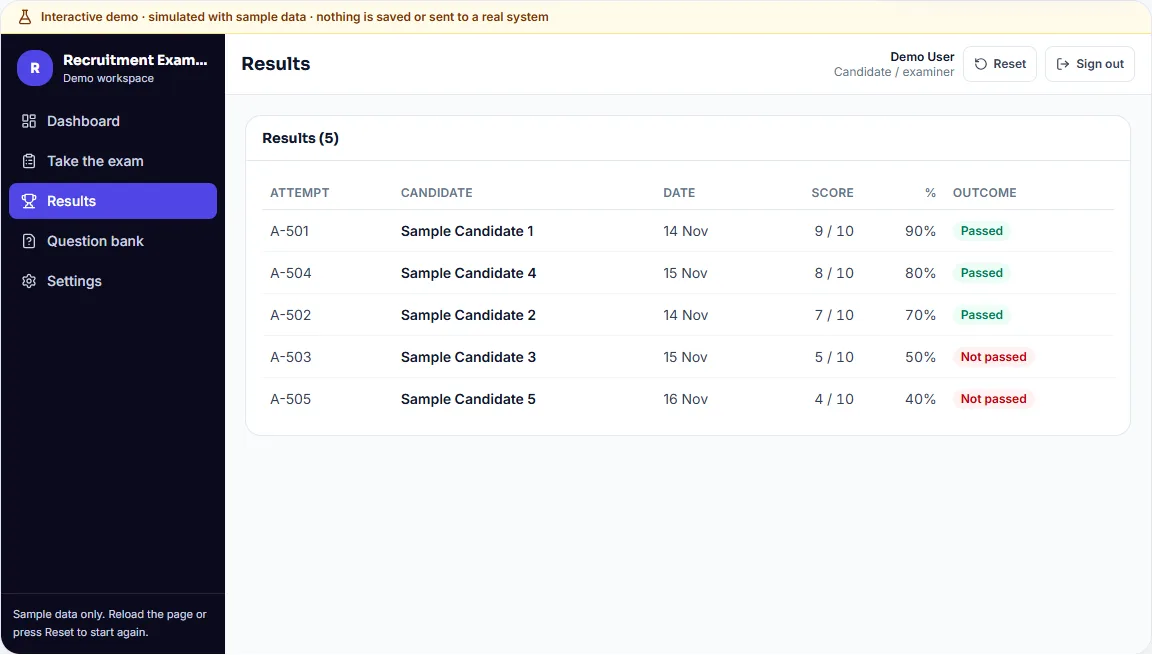 Interactive demo · simulated with sample data · nothing is saved or sent to a real system
R
Recruitment Exam...
Demo workspace
Dashboard
Take the exam
Results
Question bank
Settings
Sample data only. Reload the page or
press Reset to start again.
Results
Demo User
Candidate / examiner
Reset
Sign out
Results (5)
ATTEMPT CANDIDATE DATE SCORE % OUTCOME
A-501 Sample Candidate 1 14 Nov 9 / 10 90% Passed
A-504 Sample Candidate 4 15 Nov 8 / 10 80% Passed
A-502 Sample Candidate 2 14 Nov 7 / 10 70% Passed
A-503 Sample Candidate 3 15 Nov 5 / 10 50% Not passed
A-505 Sample Candidate 5 16 Nov 4 / 10 40% Not passed